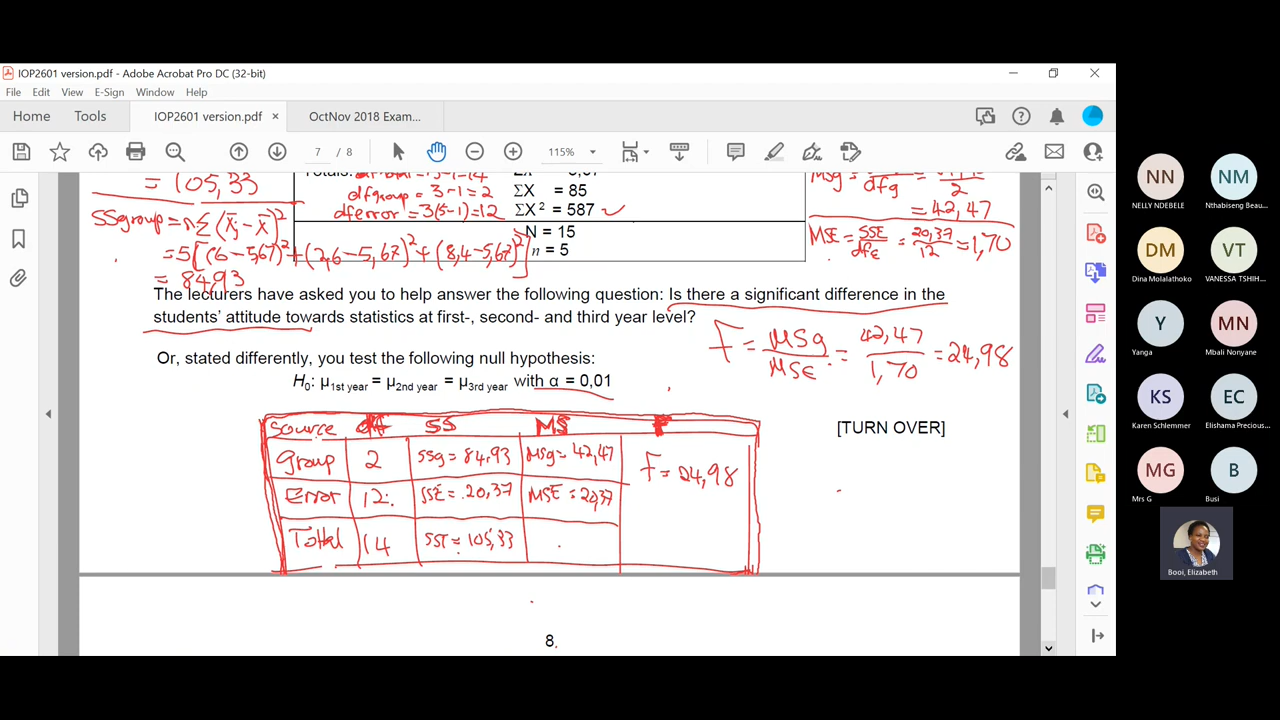 IOP2601 version.pdf - Adobe Acrobat Pro DC (32-bit)
File Edit View E-Sign Window Help
Home Tools IOP2601 version.pdf × OctNov 2018 Exam...
7 / 8 115%
= 105,33
dfgroup = 3-1=2
dferror = 3(5-1)=12
ΣX = 85
ΣX² = 587
N = 15
n = 5
dfg 2
= 42,47
MSE = SSE/dfE = 20,37/12 = 1,70
SSgroup = nΣ(X̄j - X̄)²
= 5[(6-5,67)² + (2,6-5,67)² + (8,4-5,67)²]
= 84,93
The lecturers have asked you to help answer the following question: Is there a significant difference in the
students' attitude towards statistics at first-, second- and third year level?
F = MSg/MSE = 42,47/1,70 = 24,98
Or, stated differently, you test the following null hypothesis:
H₀: µ1st year = µ2nd year = µ3rd year with α = 0,01
[TURN OVER]
Source df SS MS F
Group 2 SSg = 84,93 MSg = 42,47 F = 24,98
Error 12 SSE = 20,37 MSE = 20,37
Total 14 SST = 105,33
8
NN
NELLY NDEBELE
NM
Nthabiseng Beau...
DM
Dina Molalathoko
VT
VANESSA TSHIH...
Y
Yanga
MN
Mbali Nonyane
KS
Karen Schlemmer
EC
Elishama Precious...
MG
Mrs G
B
Busi
Booi, Elizabeth